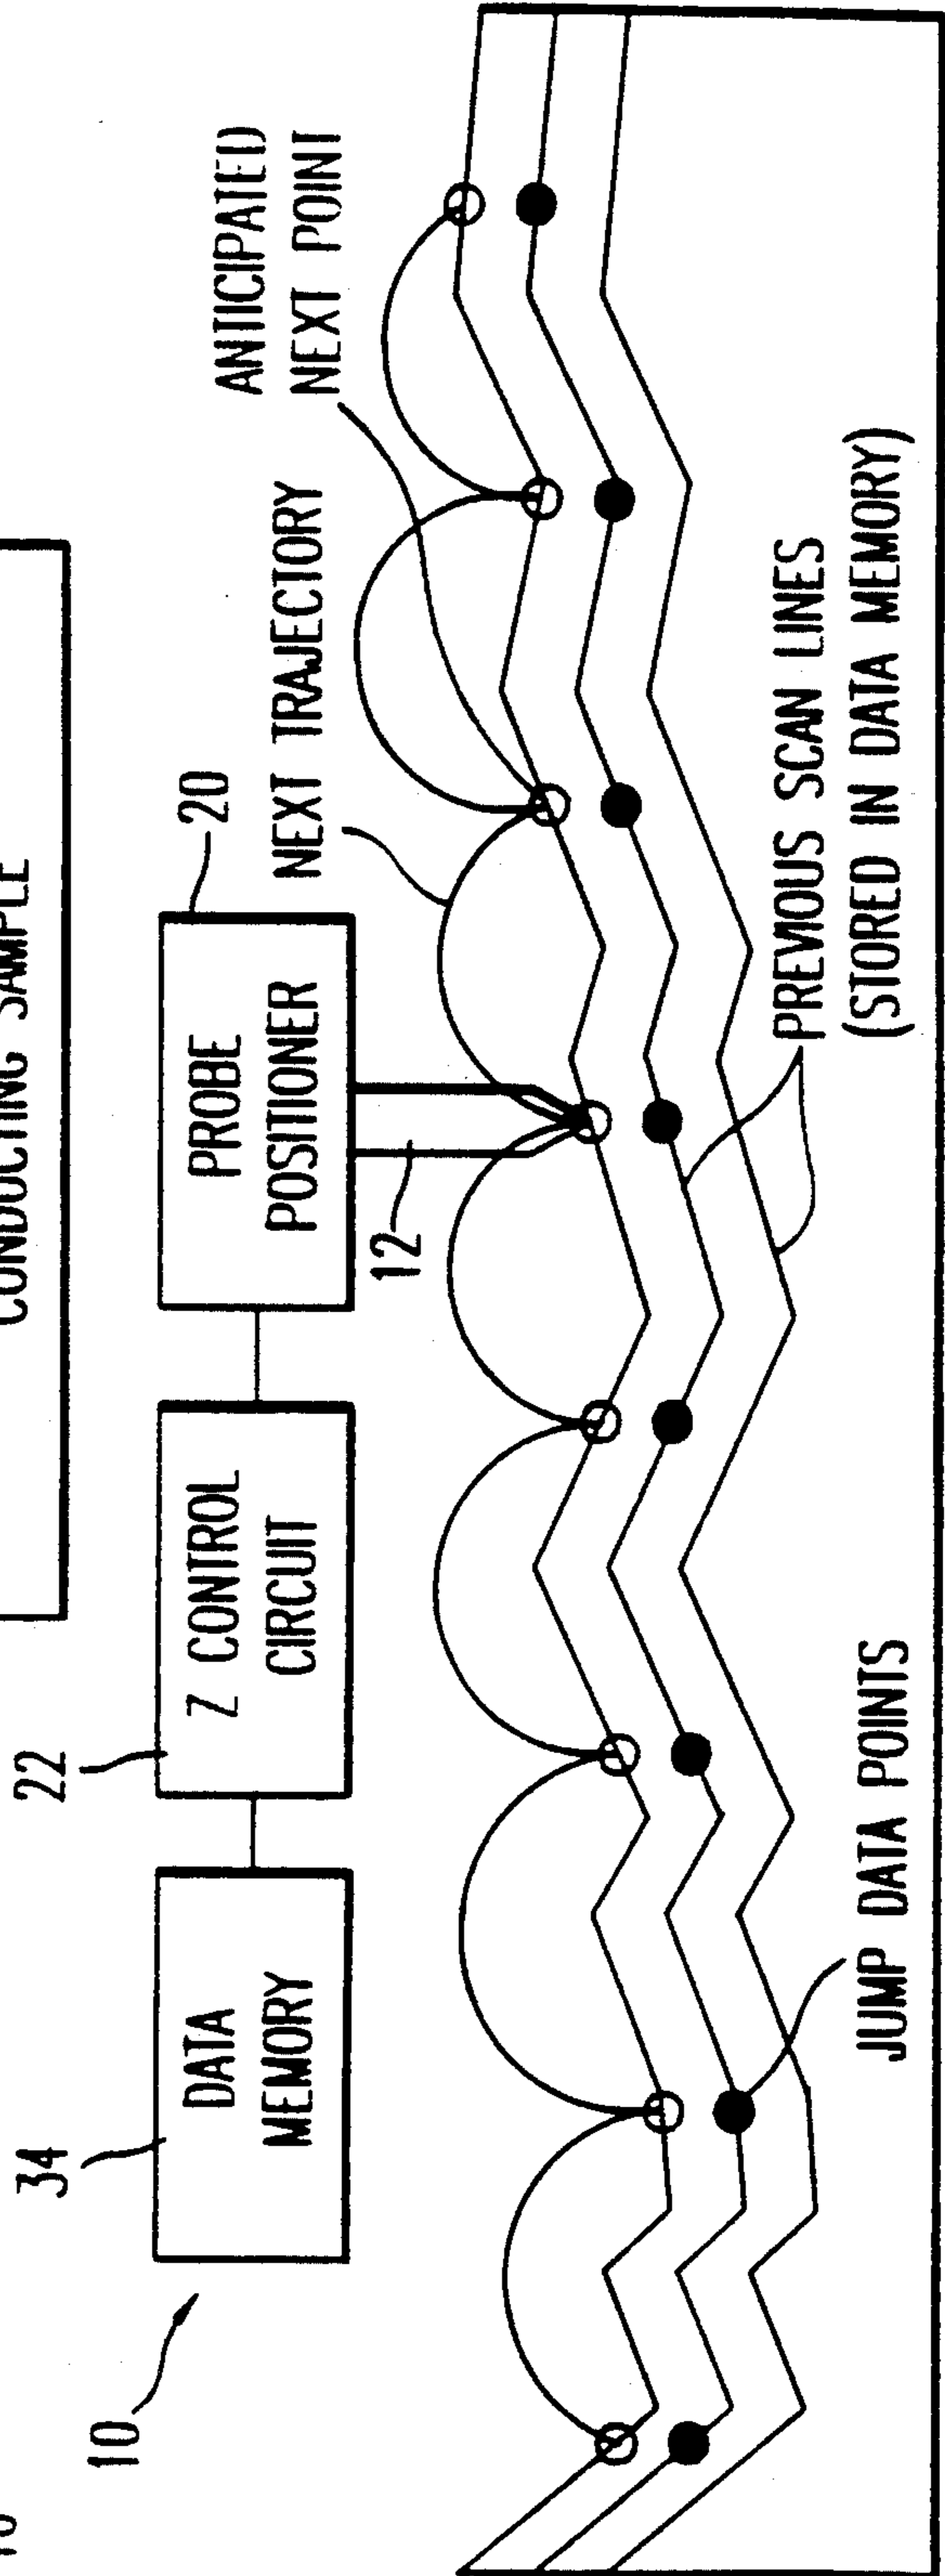 CONDUCTING SAMPLE
10
34
DATA
MEMORY
22
Z CONTROL
CIRCUIT
PROBE
POSITIONER
20
12
NEXT TRAJECTORY
ANTICIPATED
NEXT POINT
JUMP DATA POINTS
PREVIOUS SCAN LINES
(STORED IN DATA MEMORY)